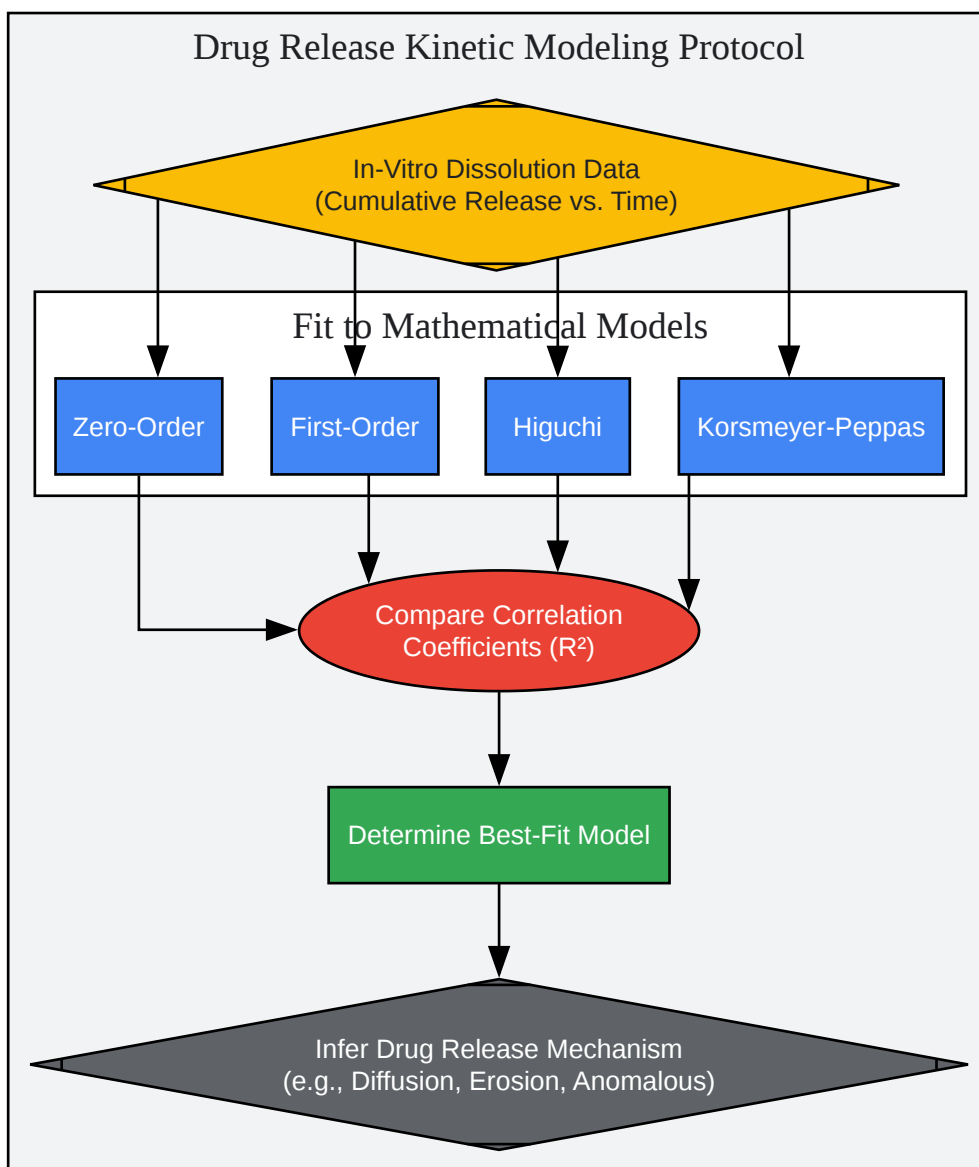 Drug Release Kinetic Modeling Protocol
In-Vitro Dissolution Data
(Cumulative Release vs. Time)
Fit to Mathematical Models
Zero-Order
First-Order
Higuchi
Korsmeyer-Peppas
Compare Correlation
Coefficients (R²)
Determine Best-Fit Model
Infer Drug Release Mechanism
(e.g., Diffusion, Erosion, Anomalous)